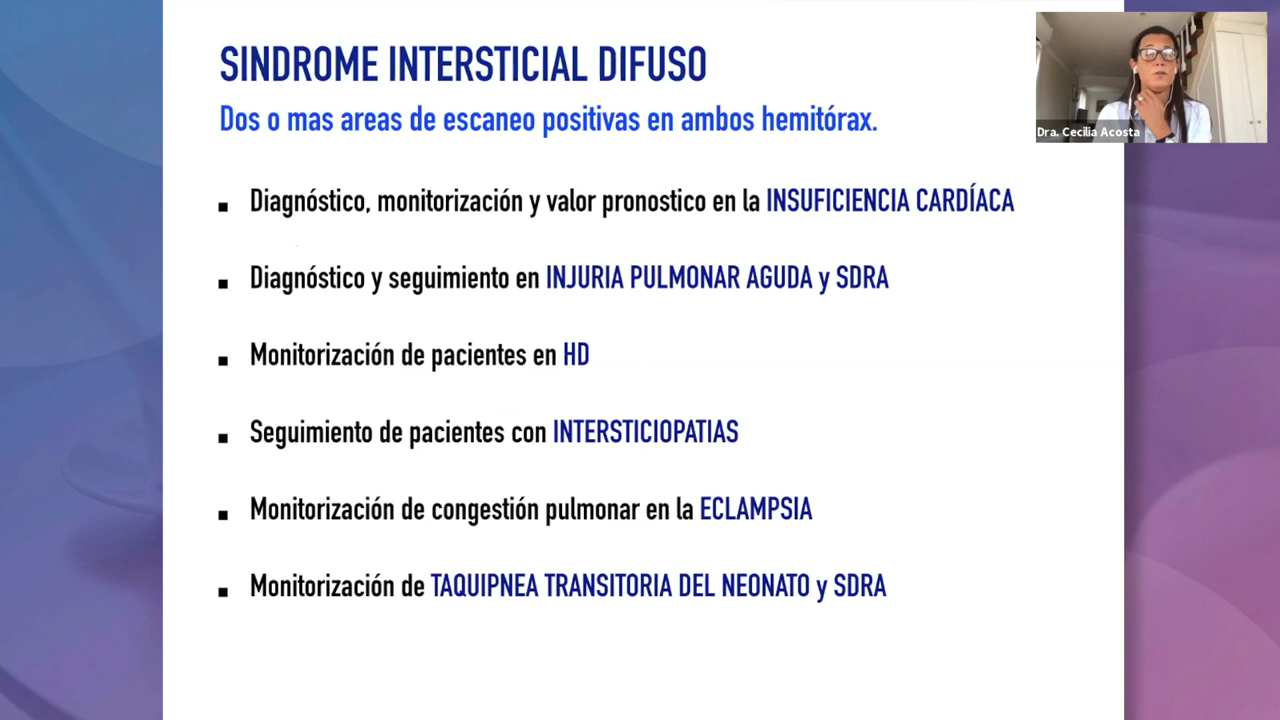 SINDROME INTERSTICIAL DIFUSO
Dos o mas areas de escaneo positivas en ambos hemitórax.
Dra. Cecilia Acosta
▪ Diagnóstico, monitorización y valor pronostico en la INSUFICIENCIA CARDÍACA
▪ Diagnóstico y seguimiento en INJURIA PULMONAR AGUDA y SDRA
▪ Monitorización de pacientes en HD
▪ Seguimiento de pacientes con INTERSTICIOPATIAS
▪ Monitorización de congestión pulmonar en la ECLAMPSIA
▪ Monitorización de TAQUIPNEA TRANSITORIA DEL NEONATO y SDRA